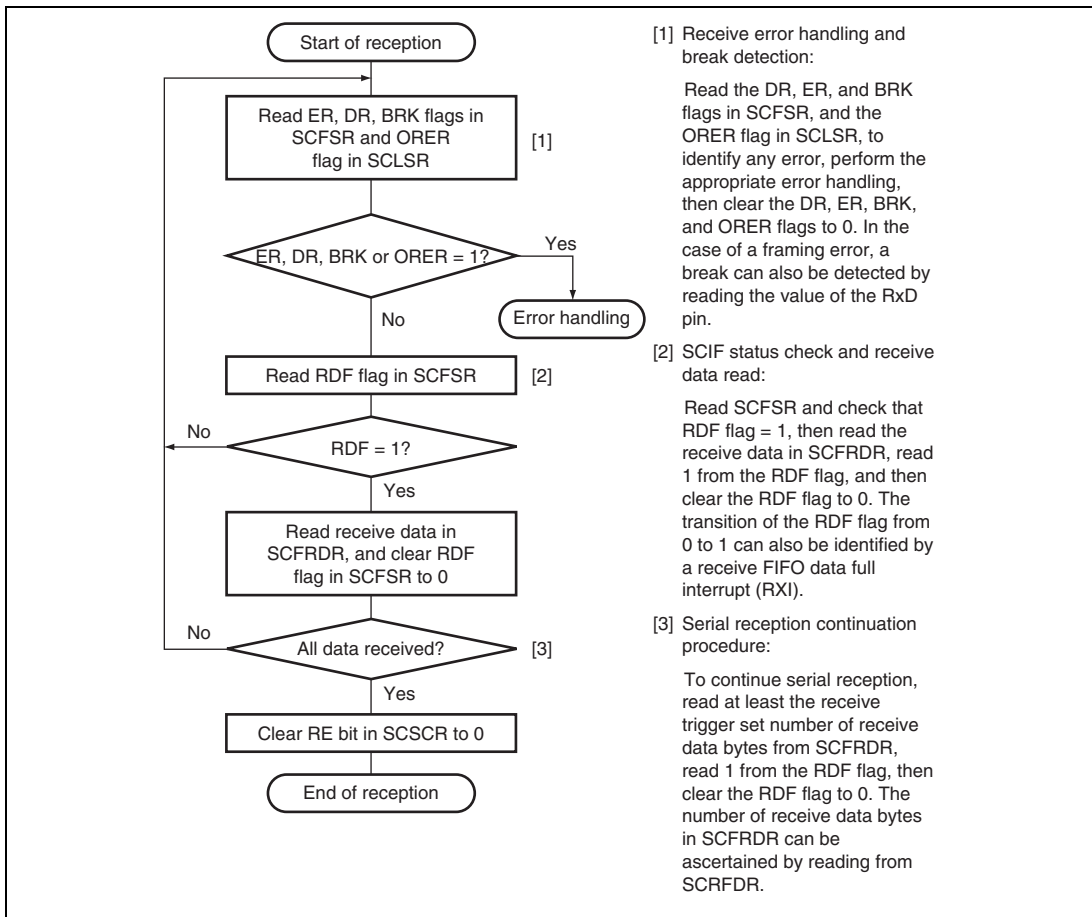 Start of reception
Read ER, DR, BRK flags in
SCFSR and ORER
flag in SCLSR
[1]
ER, DR, BRK or ORER = 1?
Yes
Error handling
No
Read RDF flag in SCFSR
[2]
No
RDF = 1?
Yes
Read receive data in
SCFRDR, and clear RDF
flag in SCFSR to 0
No
All data received?
[3]
Yes
Clear RE bit in SCSCR to 0
End of reception
[1] Receive error handling and
break detection:
Read the DR, ER, and BRK
flags in SCFSR, and the
ORER flag in SCLSR, to
identify any error, perform the
appropriate error handling,
then clear the DR, ER, BRK,
and ORER flags to 0. In the
case of a framing error, a
break can also be detected by
reading the value of the RxD
pin.
[2] SCIF status check and receive
data read:
Read SCFSR and check that
RDF flag = 1, then read the
receive data in SCFRDR, read
1 from the RDF flag, and then
clear the RDF flag to 0. The
transition of the RDF flag from
0 to 1 can also be identified by
a receive FIFO data full
interrupt (RXI).
[3] Serial reception continuation
procedure:
To continue serial reception,
read at least the receive
trigger set number of receive
data bytes from SCFRDR,
read 1 from the RDF flag, then
clear the RDF flag to 0. The
number of receive data bytes
in SCFRDR can be
ascertained by reading from
SCRFDR.